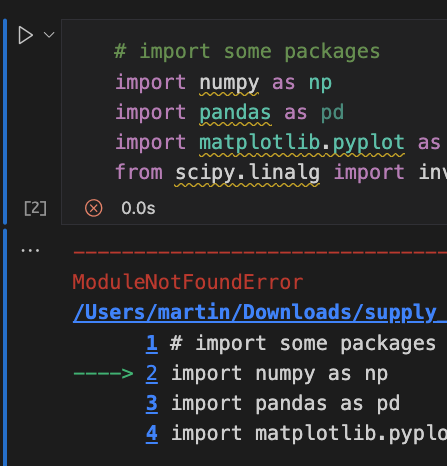 # import some packages
import numpy as np
import pandas as pd
import matplotlib.pyplot as
from scipy.linalg import inv
[2]
0.0s
...
ModuleNotFoundError
/Users/martin/Downloads/supply_
1 # import some packages
----> 2 import numpy as np
3 import pandas as pd
4 import matplotlib.pyplo